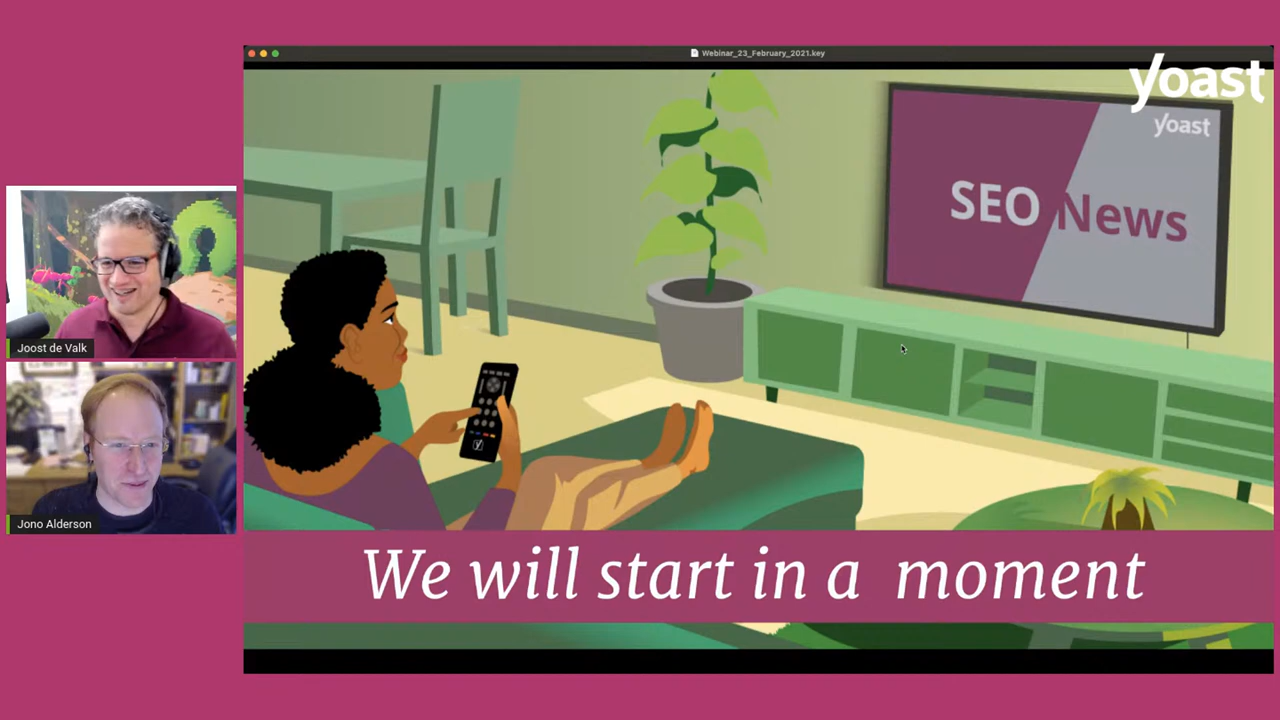 Webinar_23_February_2021.key
yoast
yoast
SEO News
Joost de Valk
Jono Alderson
We will start in a moment